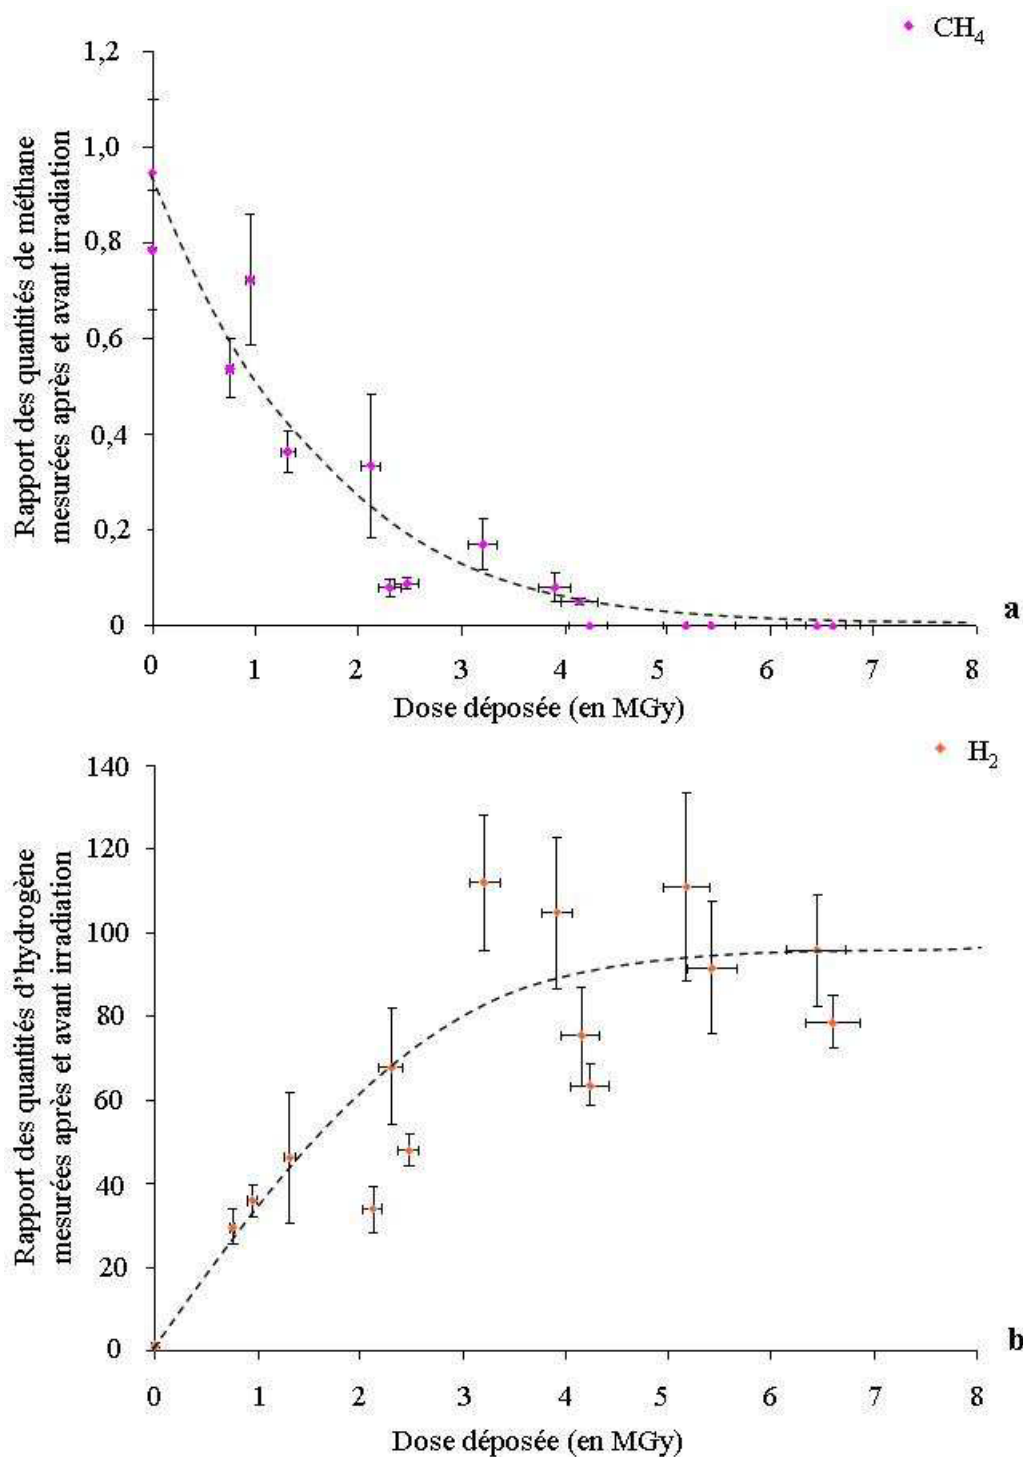 CH4
Rapport des quantités de méthane
mesurées après et avant irradiation
1,2
1,0
0,8
0,6
0,4
0,2
0
0 1 2 3 4 5 6 7 8
Dose déposée (en MGy)
a
H2
Rapport des quantités d'hydrogène
mesurées après et avant irradiation
140
120
100
80
60
40
20
0
0 1 2 3 4 5 6 7 8
Dose déposée (en MGy)
b